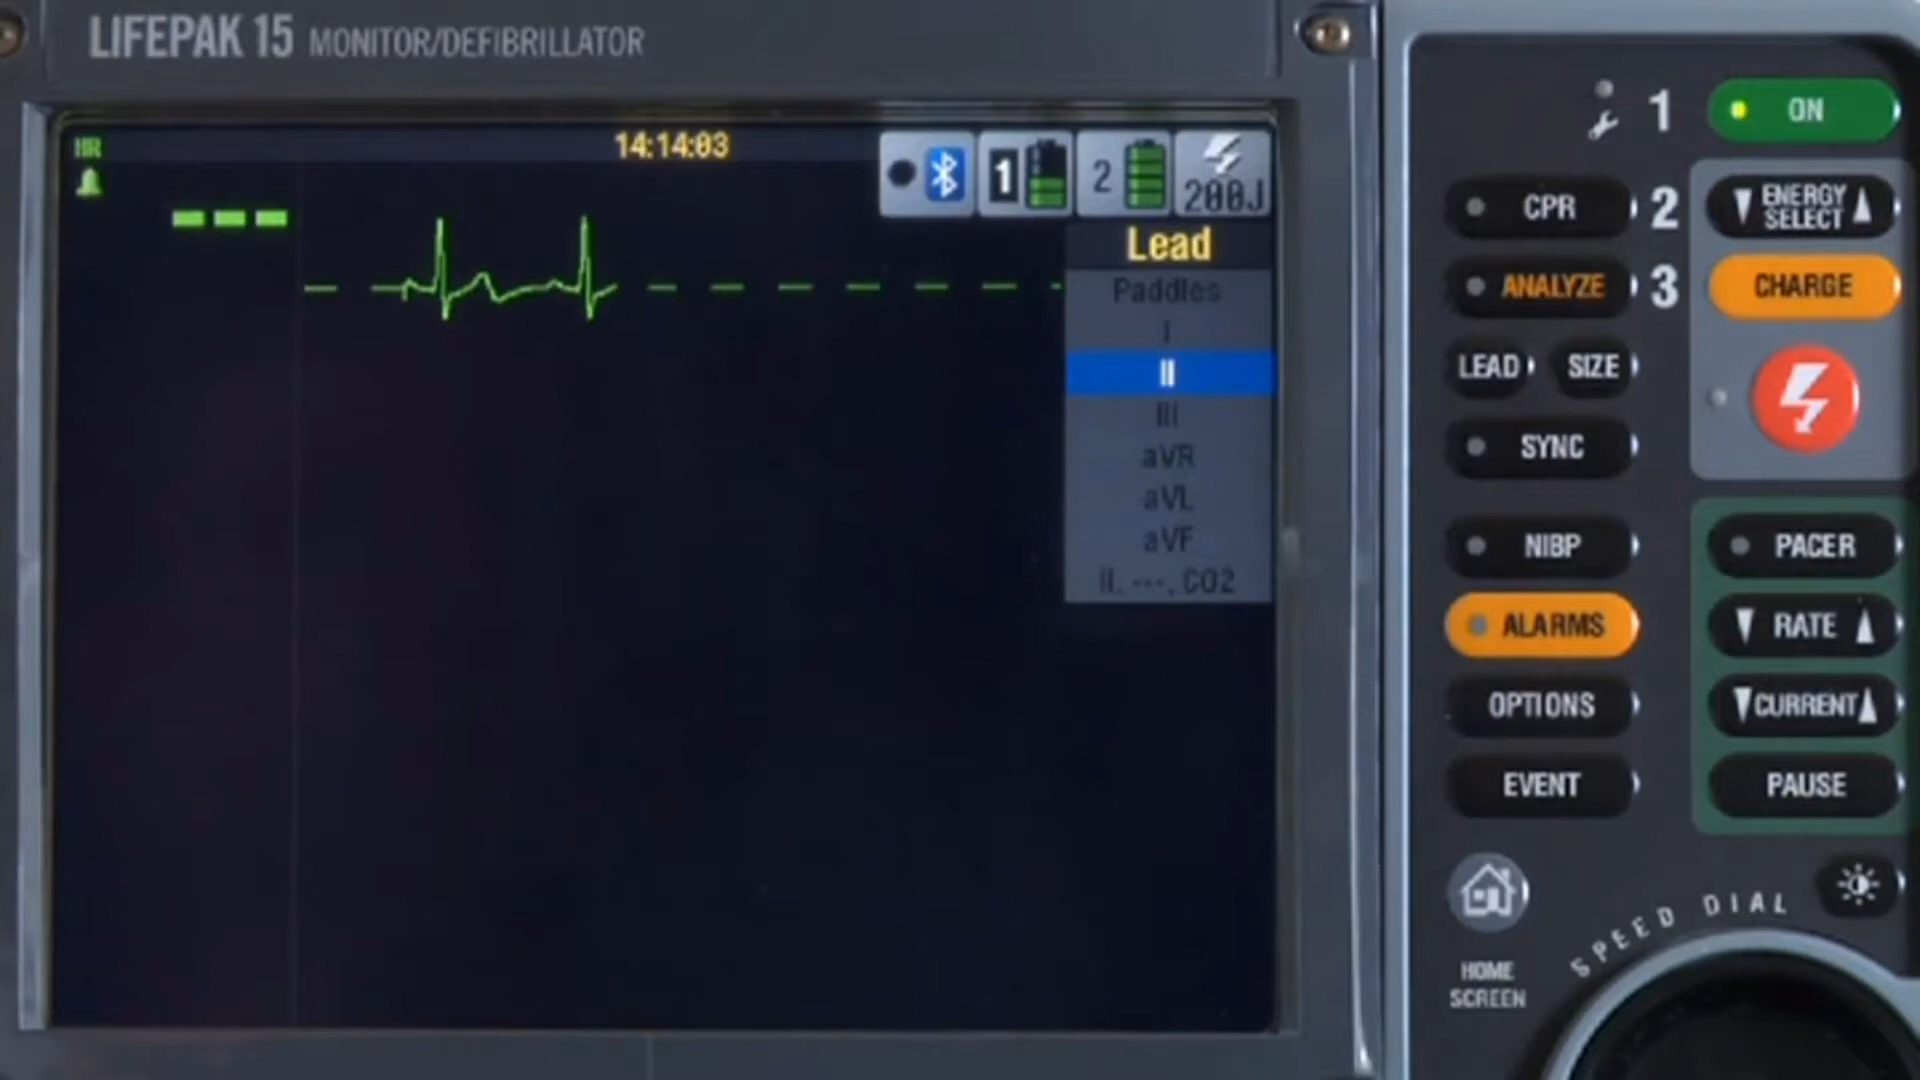 LIFEPAK 15 MONITOR/DEFIBRILLATOR
HR
14:14:03
1
2
200J
Lead
Paddles
I
II
III
aVR
aVL
aVF
II, ---, CO2
1
ON
CPR
2
ENERGY
SELECT
ANALYZE
3
CHARGE
LEAD
SIZE
SYNC
NIBP
PACER
ALARMS
RATE
OPTIONS
CURRENT
EVENT
PAUSE
HOME
SCREEN
SPEED DIAL